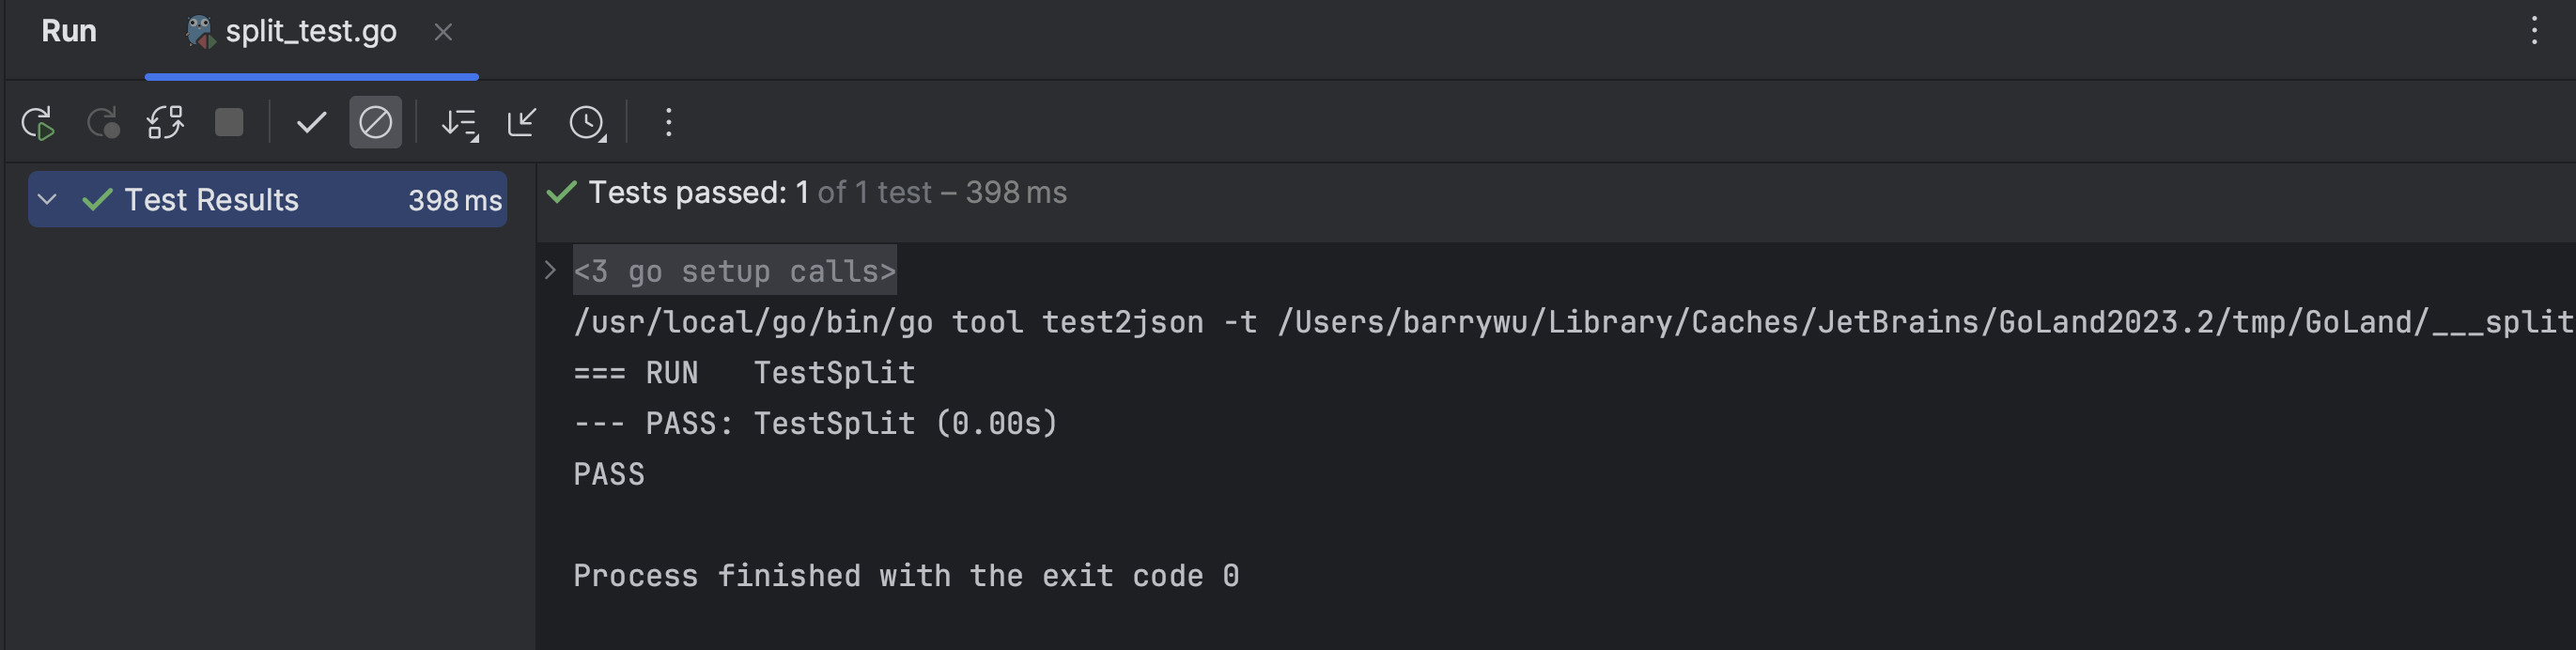 Run split_test.go
Test Results 398 ms
Tests passed: 1 of 1 test – 398 ms
<3 go setup calls>
/usr/local/go/bin/go tool test2json -t /Users/barrywu/Library/Caches/JetBrains/GoLand2023.2/tmp/GoLand/___split
=== RUN   TestSplit
--- PASS: TestSplit (0.00s)
PASS
Process finished with the exit code 0